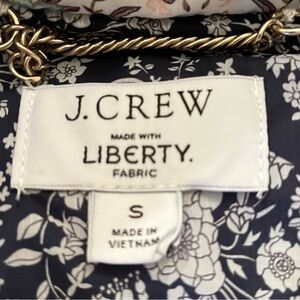 J.CREW
MADE WITH
LIBERTY.
FABRIC
S
MADE IN
VIETNAM